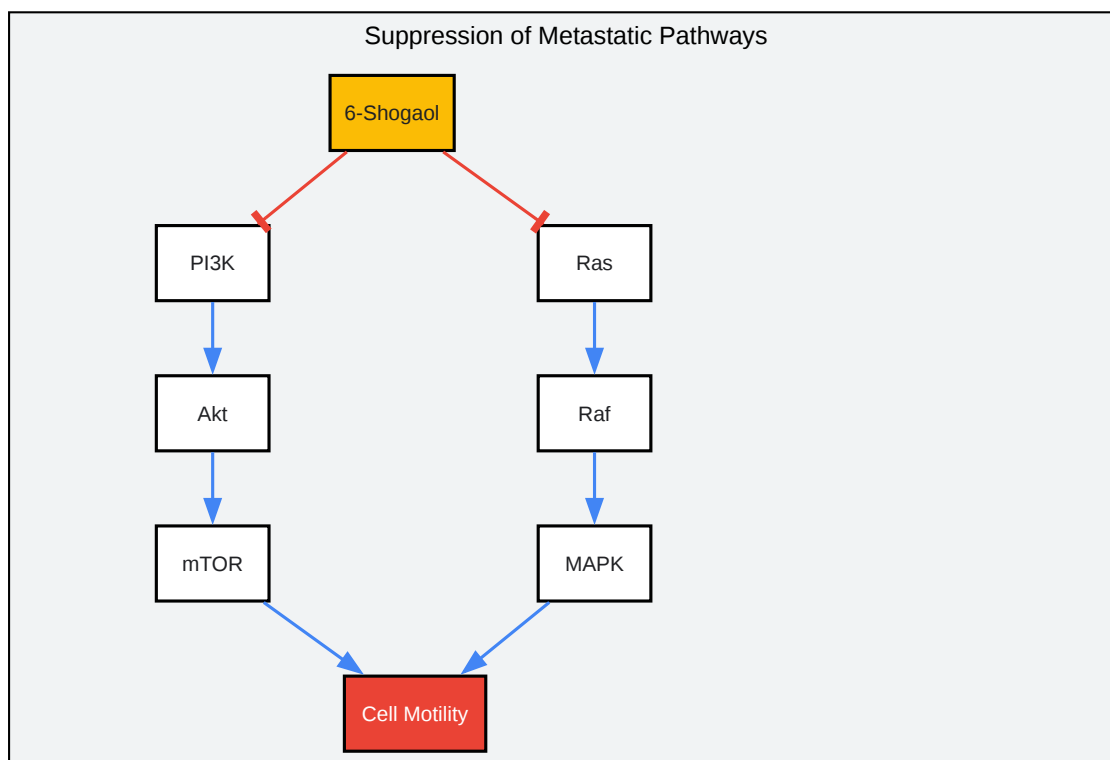 Suppression of Metastatic Pathways
6-Shogaol
PI3K
Ras
Akt
Raf
mTOR
MAPK
Cell Motility